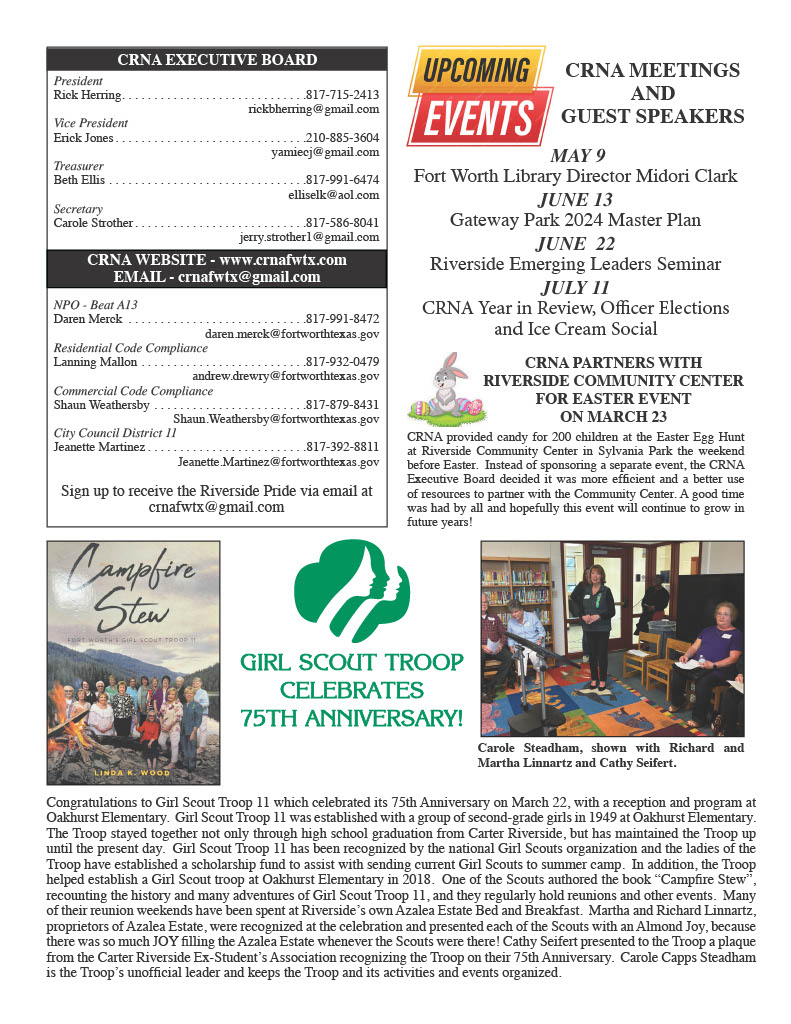 CRNA EXECUTIVE BOARD
President
Rick Herring. . . . . . . . . . . . . . . . . . . . . . . . . . . . .817-715-2413
rickbherring@gmail.com
Vice President
Erick Jones . . . . . . . . . . . . . . . . . . . . . . . . . . . . . .210-885-3604
yamiecj@gmail.com
Treasurer
Beth Ellis . . . . . . . . . . . . . . . . . . . . . . . . . . . . . . .817-991-6474
elliselk@aol.com
Secretary
Carole Strother. . . . . . . . . . . . . . . . . . . . . . . . . . .817-586-8041
jerry.strother1@gmail.com
CRNA WEBSITE - www.crnafwtx.com
EMAIL - crnafwtx@gmail.com
NPO - Beat A13
Daren Merck . . . . . . . . . . . . . . . . . . . . . . . . . . . .817-991-8472
daren.merck@fortworthtexas.gov
Residential Code Compliance
Lanning Mallon . . . . . . . . . . . . . . . . . . . . . . . . . .817-932-0479
andrew.drewry@fortworthtexas.gov
Commercial Code Compliance
Shaun Weathersby . . . . . . . . . . . . . . . . . . . . . . . .817-879-8431
Shaun.Weathersby@fortworthtexas.gov
City Council District 11
Jeanette Martinez . . . . . . . . . . . . . . . . . . . . . . . . .817-392-8811
Jeanette.Martinez@fortworthtexas.gov
Sign up to receive the Riverside Pride via email at
crnafwtx@gmail.com
UPCOMING
EVENTS
CRNA MEETINGS
AND
GUEST SPEAKERS
MAY 9
Fort Worth Library Director Midori Clark
JUNE 13
Gateway Park 2024 Master Plan
JUNE 22
Riverside Emerging Leaders Seminar
JULY 11
CRNA Year in Review, Officer Elections
and Ice Cream Social
CRNA PARTNERS WITH
RIVERSIDE COMMUNITY CENTER
FOR EASTER EVENT
ON MARCH 23
CRNA provided candy for 200 children at the Easter Egg Hunt
at Riverside Community Center in Sylvania Park the weekend
before Easter. Instead of sponsoring a separate event, the CRNA
Executive Board decided it was more efficient and a better use
of resources to partner with the Community Center. A good time
was had by all and hopefully this event will continue to grow in
future years!
Campfire
Stew
FORT WORTH'S GIRL SCOUT TROOP 11
LINDA K. WOOD
GIRL SCOUT TROOP
CELEBRATES
75TH ANNIVERSARY!
Carole Steadham, shown with Richard and
Martha Linnartz and Cathy Seifert.
Congratulations to Girl Scout Troop 11 which celebrated its 75th Anniversary on March 22, with a reception and program at
Oakhurst Elementary. Girl Scout Troop 11 was established with a group of second-grade girls in 1949 at Oakhurst Elementary.
The Troop stayed together not only through high school graduation from Carter Riverside, but has maintained the Troop up
until the present day. Girl Scout Troop 11 has been recognized by the national Girl Scouts organization and the ladies of the
Troop have established a scholarship fund to assist with sending current Girl Scouts to summer camp. In addition, the Troop
helped establish a Girl Scout troop at Oakhurst Elementary in 2018. One of the Scouts authored the book “Campfire Stew”,
recounting the history and many adventures of Girl Scout Troop 11, and they regularly hold reunions and other events. Many
of their reunion weekends have been spent at Riverside’s own Azalea Estate Bed and Breakfast. Martha and Richard Linnartz,
proprietors of Azalea Estate, were recognized at the celebration and presented each of the Scouts with an Almond Joy, because
there was so much JOY filling the Azalea Estate whenever the Scouts were there! Cathy Seifert presented to the Troop a plaque
from the Carter Riverside Ex-Student’s Association recognizing the Troop on their 75th Anniversary. Carole Capps Steadham
is the Troop’s unofficial leader and keeps the Troop and its activities and events organized.